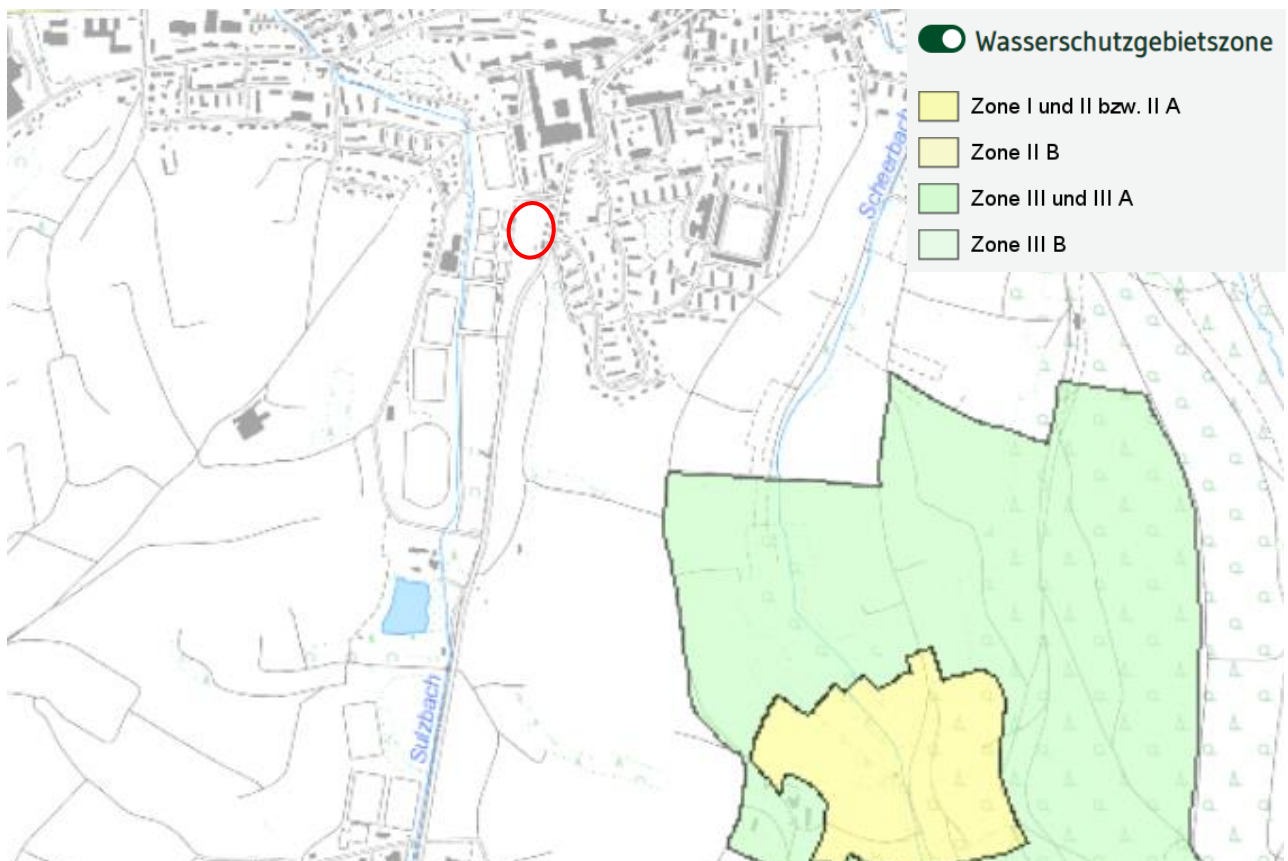 Wasserschutzgebietszone
Zone I und II bzw. II A
Zone II B
Zone III und III A
Zone III B
Scheerbach
Sulzbach